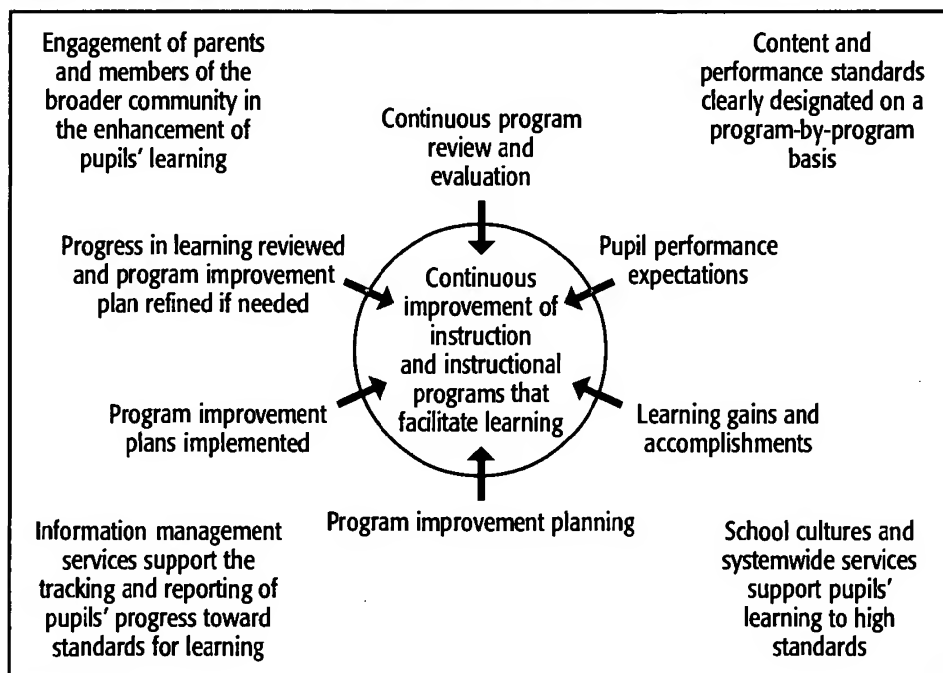 Engagement of parents
and members of the
broader community in
the enhancement of
pupils' learning
Content and
performance standards
clearly designated on a
program-by-program
basis
Continuous program
review and
evaluation
Progress in learning reviewed
and program improvement
plan refined if needed
Pupil performance
expectations
Continuous
improvement of
instruction
and instructional
programs that
facilitate learning
Program improvement
plans implemented
Learning gains and
accomplishments
Program improvement planning
Information management
services support the
tracking and reporting of
pupils' progress toward
standards for learning
School cultures and
systemwide services
support pupils'
learning to high
standards